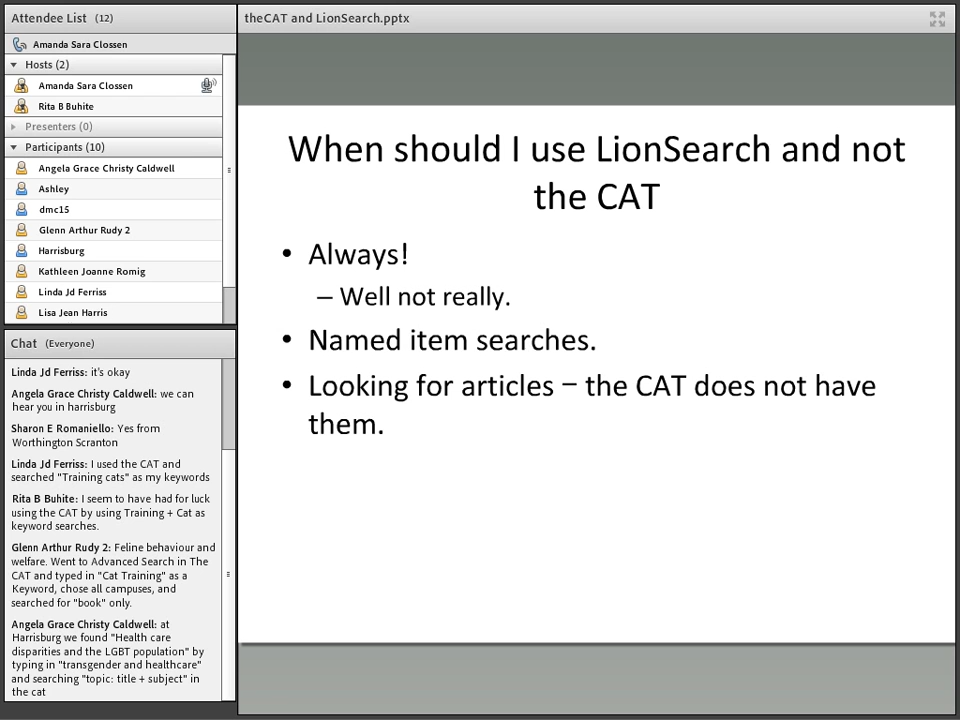 Attendee List (12)
Amanda Sara Clossen
Hosts (2)
Amanda Sara Clossen
Rita B Buhite
Presenters (0)
Participants (10)
Angela Grace Christy Caldwell
Ashley
dmc15
Glenn Arthur Rudy 2
Harrisburg
Kathleen Joanne Romig
Linda Jd Ferriss
Lisa Jean Harris
Chat (Everyone)
Linda Jd Ferriss: it's okay
Angela Grace Christy Caldwell: we can
hear you in harrisburg
Sharon E Romaniello: Yes from
Worthington Scranton
Linda Jd Ferriss: I used the CAT and
searched "Training cats" as my keywords
Rita B Buhite: I seem to have had for luck
using the CAT by using Training + Cat as
keyword searches.
Glenn Arthur Rudy 2: Feline behaviour and
welfare. Went to Advanced Search in The
CAT and typed in "Cat Training" as a
Keyword, chose all campuses, and
searched for "book" only.
Angela Grace Christy Caldwell: at
Harrisburg we found "Health care
disparities and the LGBT population" by
typing in "transgender and healthcare"
and searching "topic: title + subject" in
the cat
theCAT and LionSearch.pptx
When should I use LionSearch and not
the CAT
• Always!
– Well not really.
• Named item searches.
• Looking for articles – the CAT does not have
them.